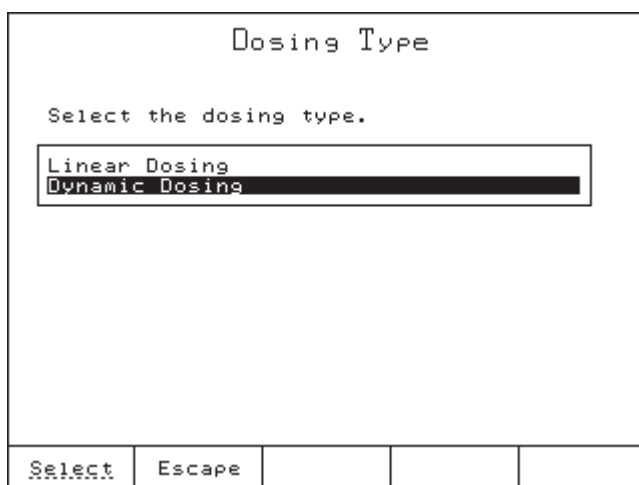 Dosing Type
Select the dosing type.
Linear Dosing
Dynamic Dosing
Select Escape